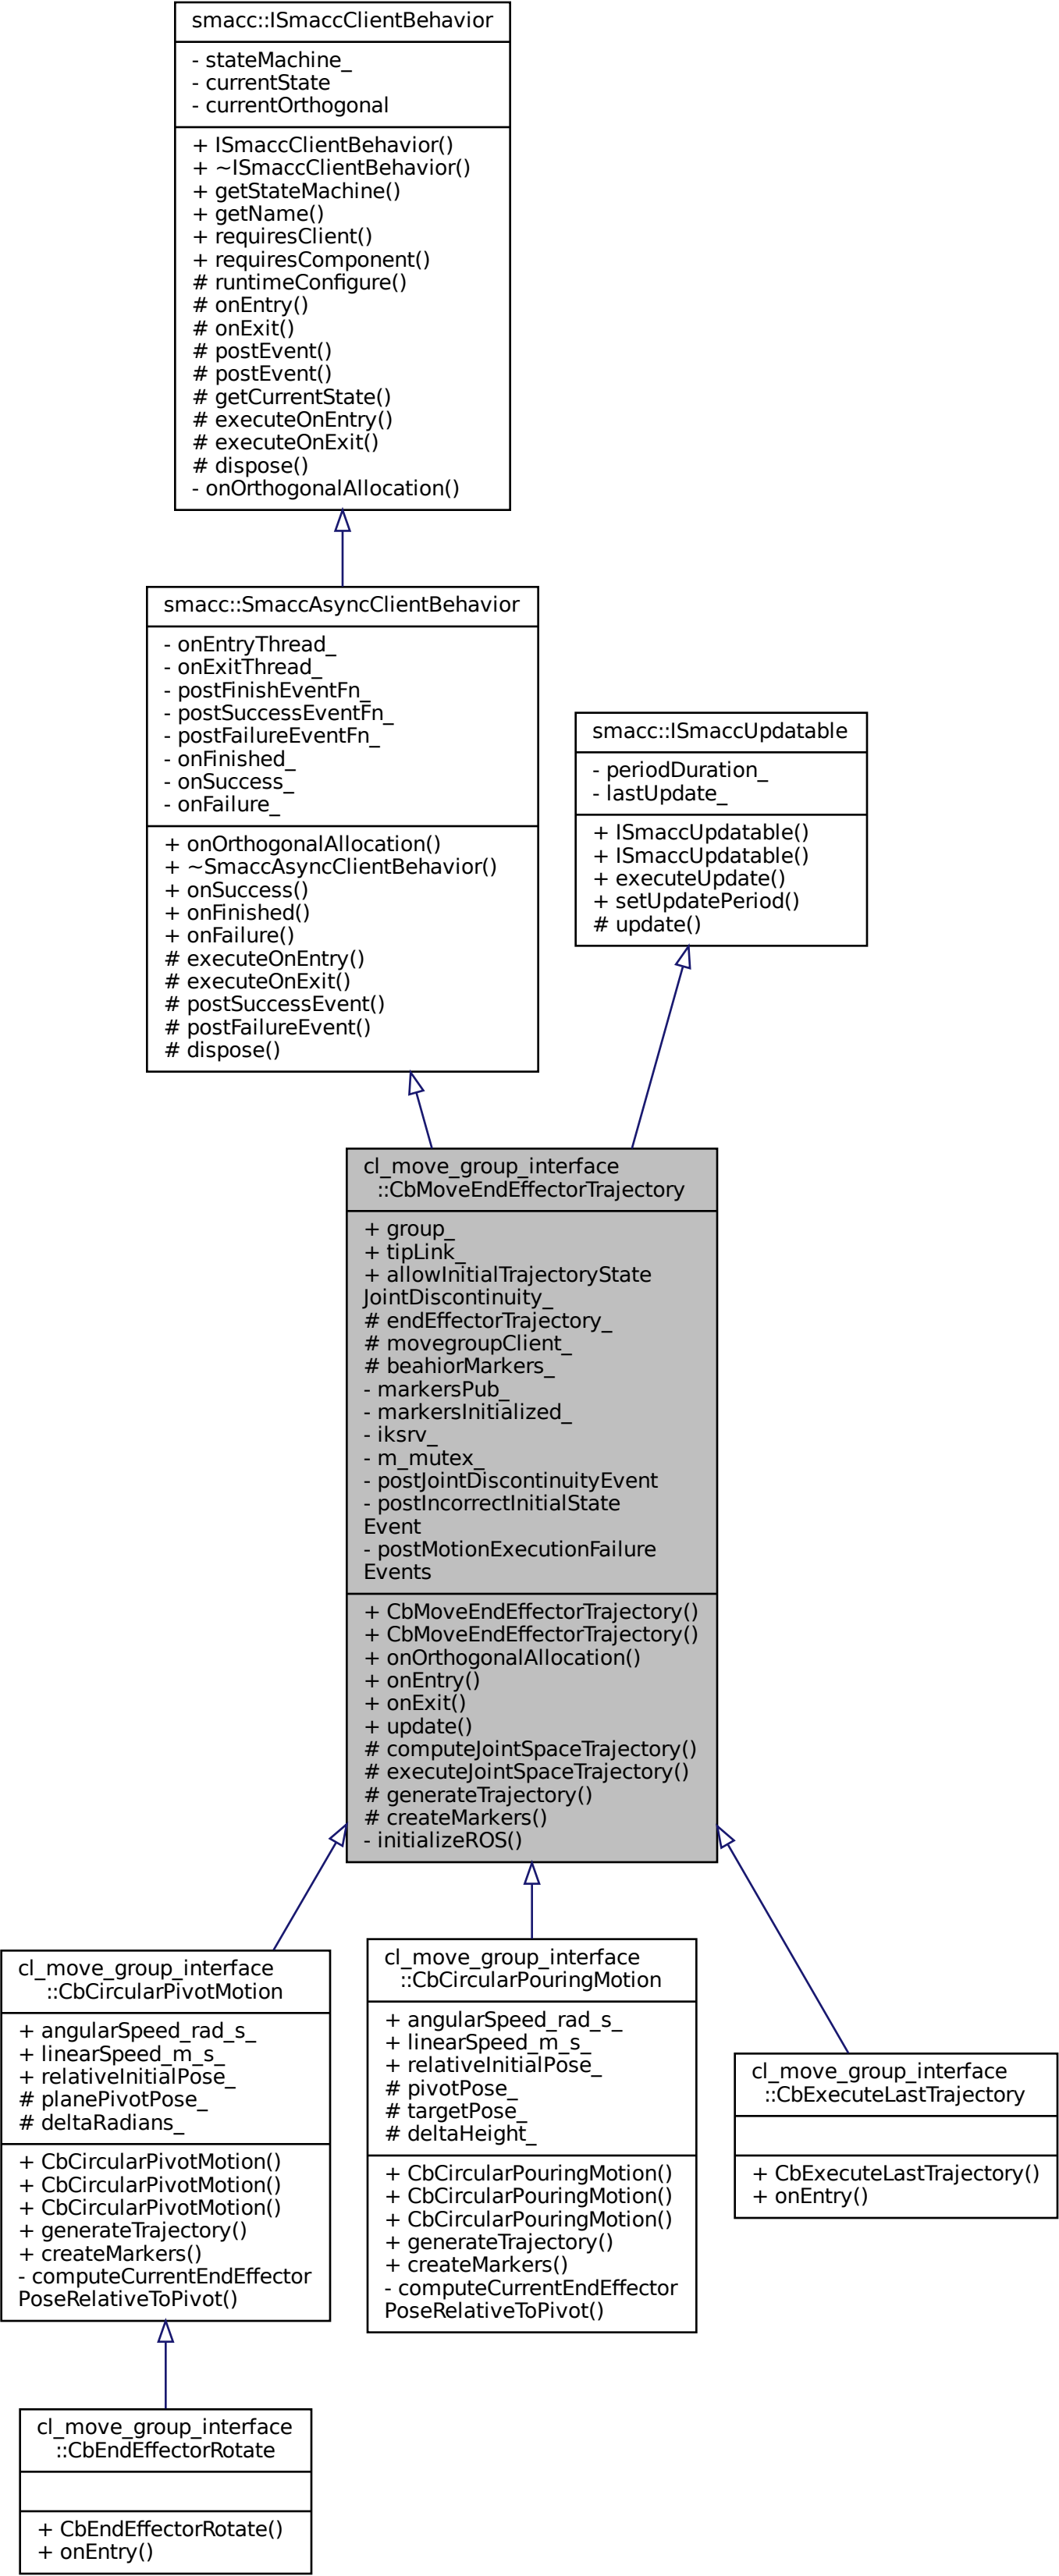 smacc::ISmaccClientBehavior
- stateMachine_
- currentState
- currentOrthogonal
+ ISmaccClientBehavior()
+ ~ISmaccClientBehavior()
+ getStateMachine()
+ getName()
+ requiresClient()
+ requiresComponent()
# runtimeConfigure()
# onEntry()
# onExit()
# postEvent()
# postEvent()
# getCurrentState()
# executeOnEntry()
# executeOnExit()
# dispose()
- onOrthogonalAllocation()
smacc::SmaccAsyncClientBehavior
- onEntryThread_
- onExitThread_
- postFinishEventFn_
- postSuccessEventFn_
- postFailureEventFn_
- onFinished_
- onSuccess_
- onFailure_
+ onOrthogonalAllocation()
+ ~SmaccAsyncClientBehavior()
+ onSuccess()
+ onFinished()
+ onFailure()
# executeOnEntry()
# executeOnExit()
# postSuccessEvent()
# postFailureEvent()
# dispose()
smacc::ISmaccUpdatable
- periodDuration_
- lastUpdate_
+ ISmaccUpdatable()
+ ISmaccUpdatable()
+ executeUpdate()
+ setUpdatePeriod()
# update()
cl_move_group_interface
::CbMoveEndEffectorTrajectory
+ group_
+ tipLink_
+ allowInitialTrajectoryState
JointDiscontinuity_
# endEffectorTrajectory_
# movegroupClient_
# beahiorMarkers_
- markersPub_
- markersInitialized_
- iksrv_
- m_mutex_
- postJointDiscontinuityEvent
- postIncorrectInitialState
Event
- postMotionExecutionFailure
Events
+ CbMoveEndEffectorTrajectory()
+ CbMoveEndEffectorTrajectory()
+ onOrthogonalAllocation()
+ onEntry()
+ onExit()
+ update()
# computeJointSpaceTrajectory()
# executeJointSpaceTrajectory()
# generateTrajectory()
# createMarkers()
- initializeROS()
cl_move_group_interface
::CbCircularPivotMotion
+ angularSpeed_rad_s_
+ linearSpeed_m_s_
+ relativeInitialPose_
# planePivotPose_
# deltaRadians_
+ CbCircularPivotMotion()
+ CbCircularPivotMotion()
+ CbCircularPivotMotion()
+ generateTrajectory()
+ createMarkers()
- computeCurrentEndEffector
PoseRelativeToPivot()
cl_move_group_interface
::CbCircularPouringMotion
+ angularSpeed_rad_s_
+ linearSpeed_m_s_
+ relativeInitialPose_
# pivotPose_
# targetPose_
# deltaHeight_
+ CbCircularPouringMotion()
+ CbCircularPouringMotion()
+ CbCircularPouringMotion()
+ generateTrajectory()
+ createMarkers()
- computeCurrentEndEffector
PoseRelativeToPivot()
cl_move_group_interface
::CbExecuteLastTrajectory
+ CbExecuteLastTrajectory()
+ onEntry()
cl_move_group_interface
::CbEndEffectorRotate
+ CbEndEffectorRotate()
+ onEntry()